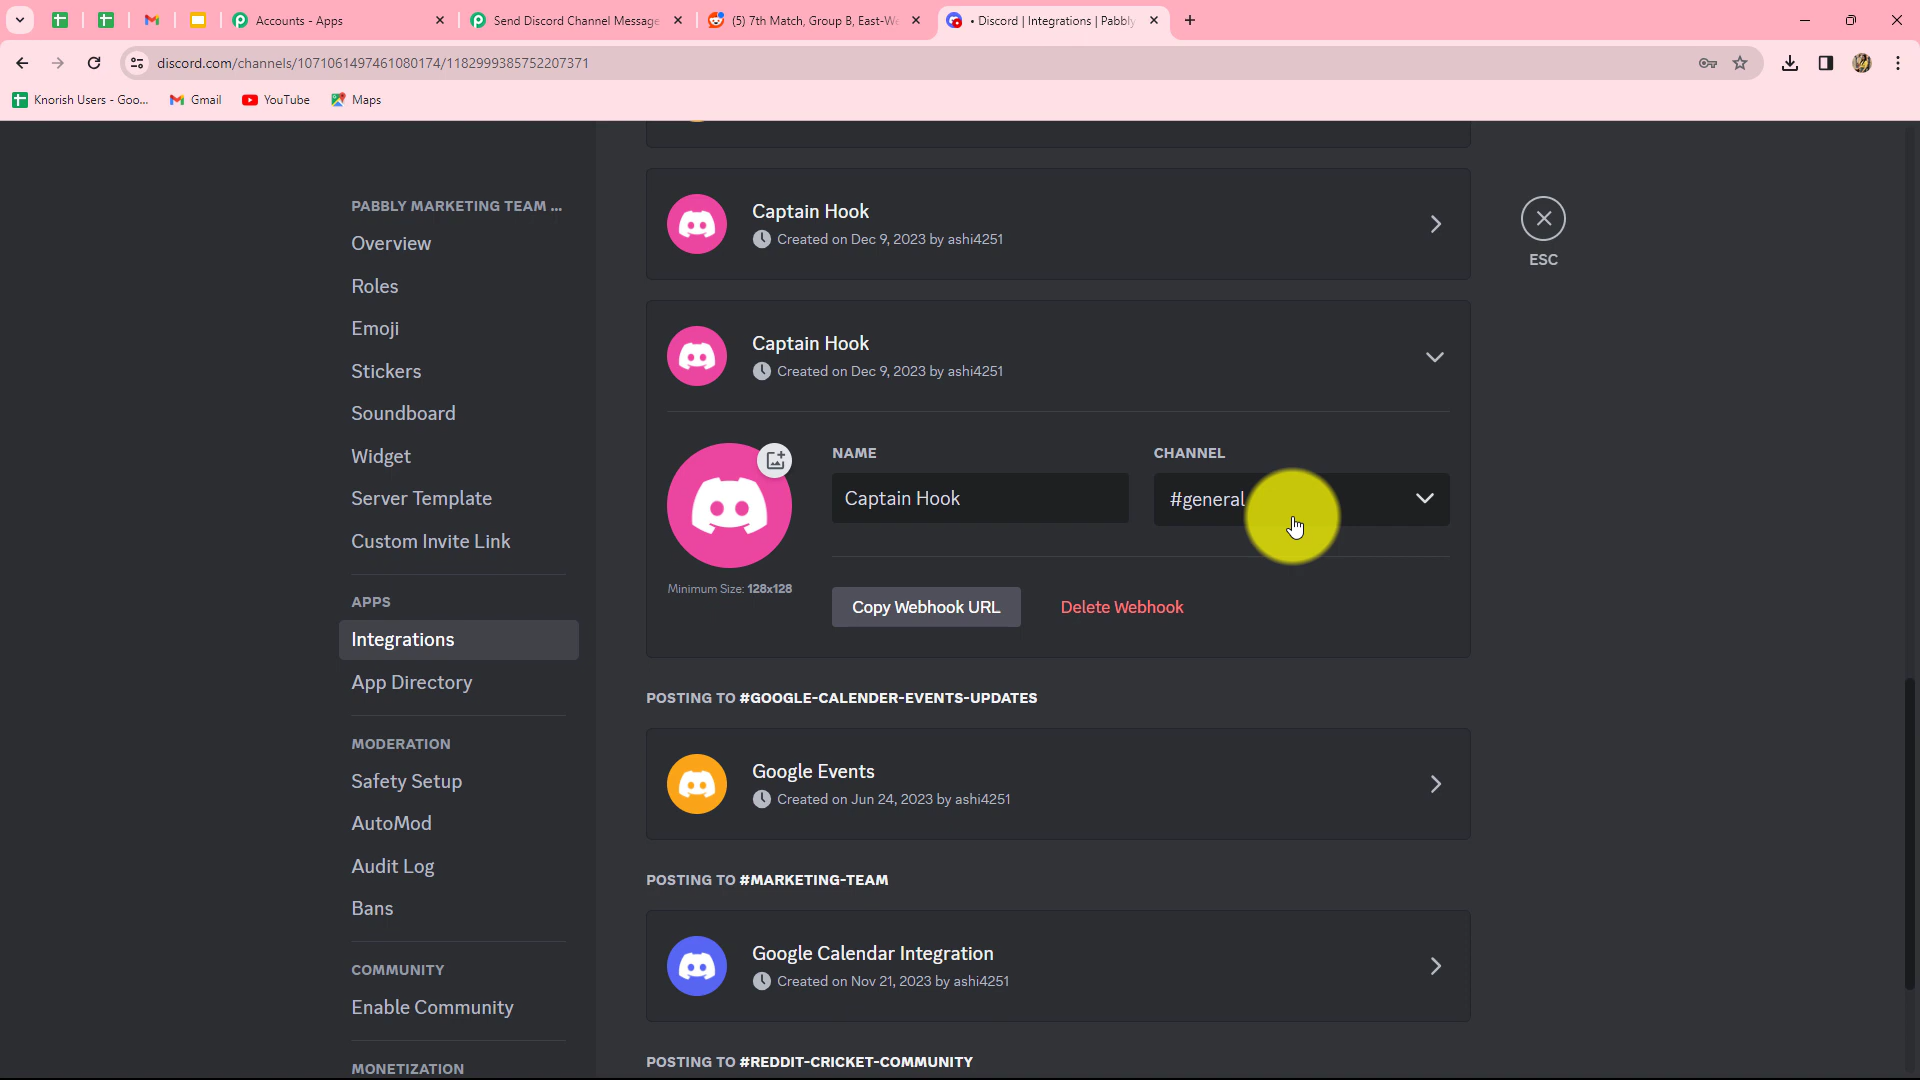 Accounts - Apps
Send Discord Channel Message
(5) 7th Match, Group B, East-We
• Discord | Integrations | Pabbly
discord.com/channels/1071061497461080174/1182999385752207371
Knorish Users - Goo...
Gmail
YouTube
Maps
PABBLY MARKETING TEAM ...
Overview
Roles
Emoji
Stickers
Soundboard
Widget
Server Template
Custom Invite Link
APPS
Integrations
App Directory
MODERATION
Safety Setup
AutoMod
Audit Log
Bans
COMMUNITY
Enable Community
MONETIZATION
Captain Hook
Created on Dec 9, 2023 by ashi4251
Captain Hook
Created on Dec 9, 2023 by ashi4251
Minimum Size: 128x128
NAME
Captain Hook
CHANNEL
#general
Copy Webhook URL
Delete Webhook
POSTING TO #GOOGLE-CALENDER-EVENTS-UPDATES
Google Events
Created on Jun 24, 2023 by ashi4251
POSTING TO #MARKETING-TEAM
Google Calendar Integration
Created on Nov 21, 2023 by ashi4251
POSTING TO #REDDIT-CRICKET-COMMUNITY
ESC